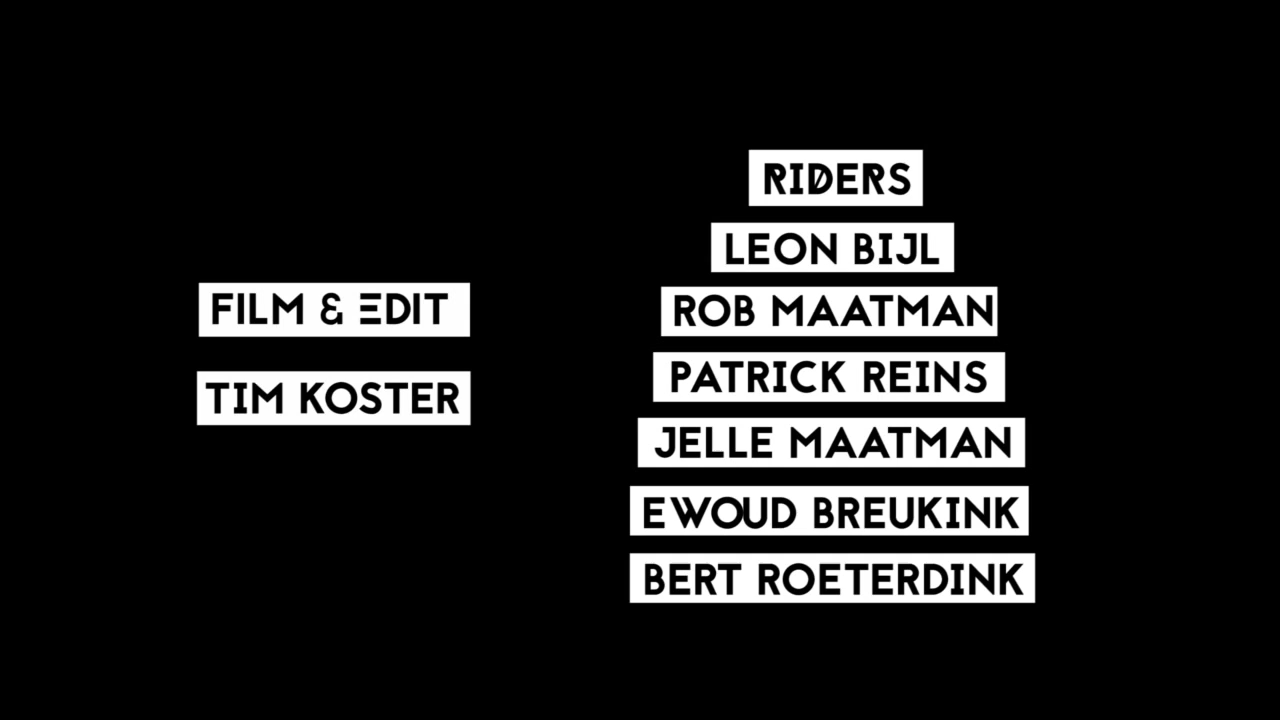 FILM & EDIT
TIM KOSTER
RIDERS
LEON BIJL
ROB MAATMAN
PATRICK REINS
JELLE MAATMAN
EWOUD BREUKINK
BERT ROETERDINK